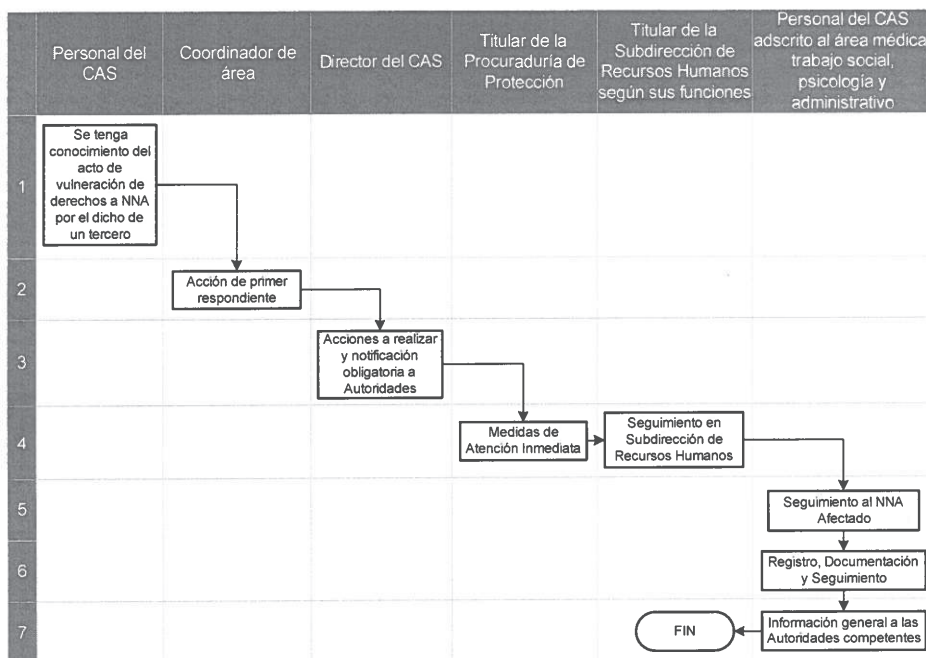 Personal del
CAS
Coordinador de
área
Director del CAS
Titular de la
Procuraduría de
Protección
Titular de la
Subdirección de
Recursos Humanos
según sus funciones
Personal del CAS
adscrito al área médica
trabajo social,
psicología y
administrativo
1
Se tenga
conocimiento del
acto de
vulneración de
derechos a NNA
por el dicho de
un tercero
2
Acción de primer
respondiente
3
Acciones a realizar
y notificación
obligatoria a
Autoridades
4
Medidas de
Atención Inmediata
Seguimiento en
Subdirección de
Recursos Humanos
5
Seguimiento al NNA
Afectado
6
Registro, Documentación
y Seguimiento
7
FIN
Información general a las
Autoridades competentes